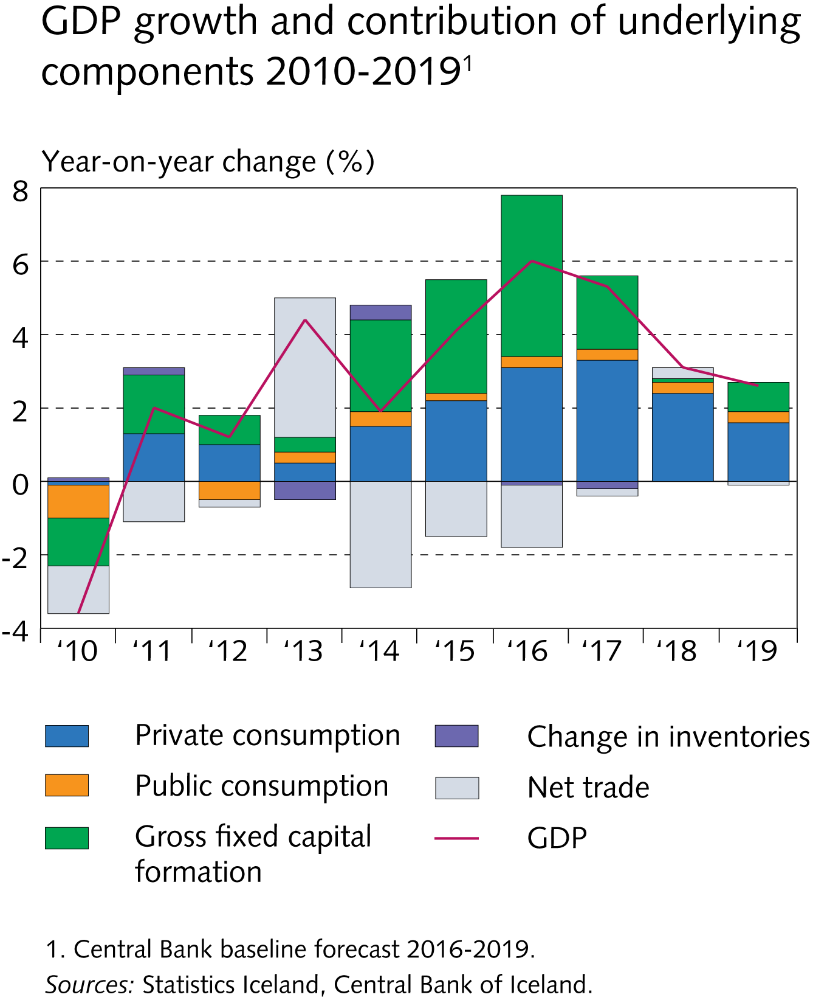 GDP growth and contribution of underlying
components 2010-2019¹
Year-on-year change (%)
8
6
4
2
0
-2
-4
‘10 ‘11 ‘12 ‘13 ‘14 ‘15 ‘16 ‘17 ‘18 ‘19
Private consumption
Public consumption
Gross fixed capital
formation
Change in inventories
Net trade
GDP
1. Central Bank baseline forecast 2016-2019.
Sources: Statistics Iceland, Central Bank of Iceland.